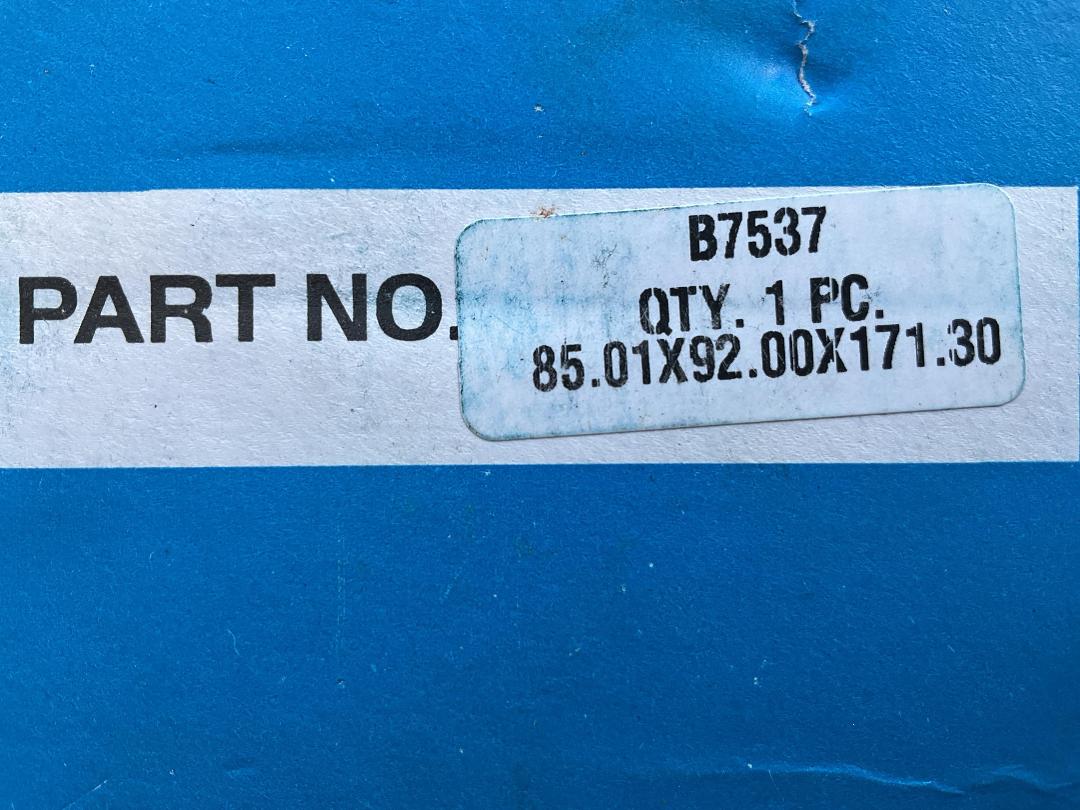 B7537
PART NO.
QTY. 1 PC.
85.01X92.00X171.30